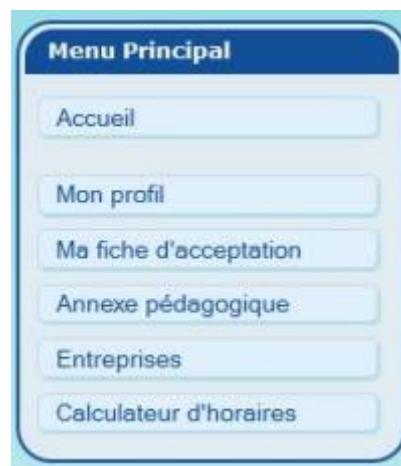 Menu Principal
Accueil
Mon profil
Ma fiche d'acceptation
Annexe pédagogique
Entreprises
Calculateur d'horaires